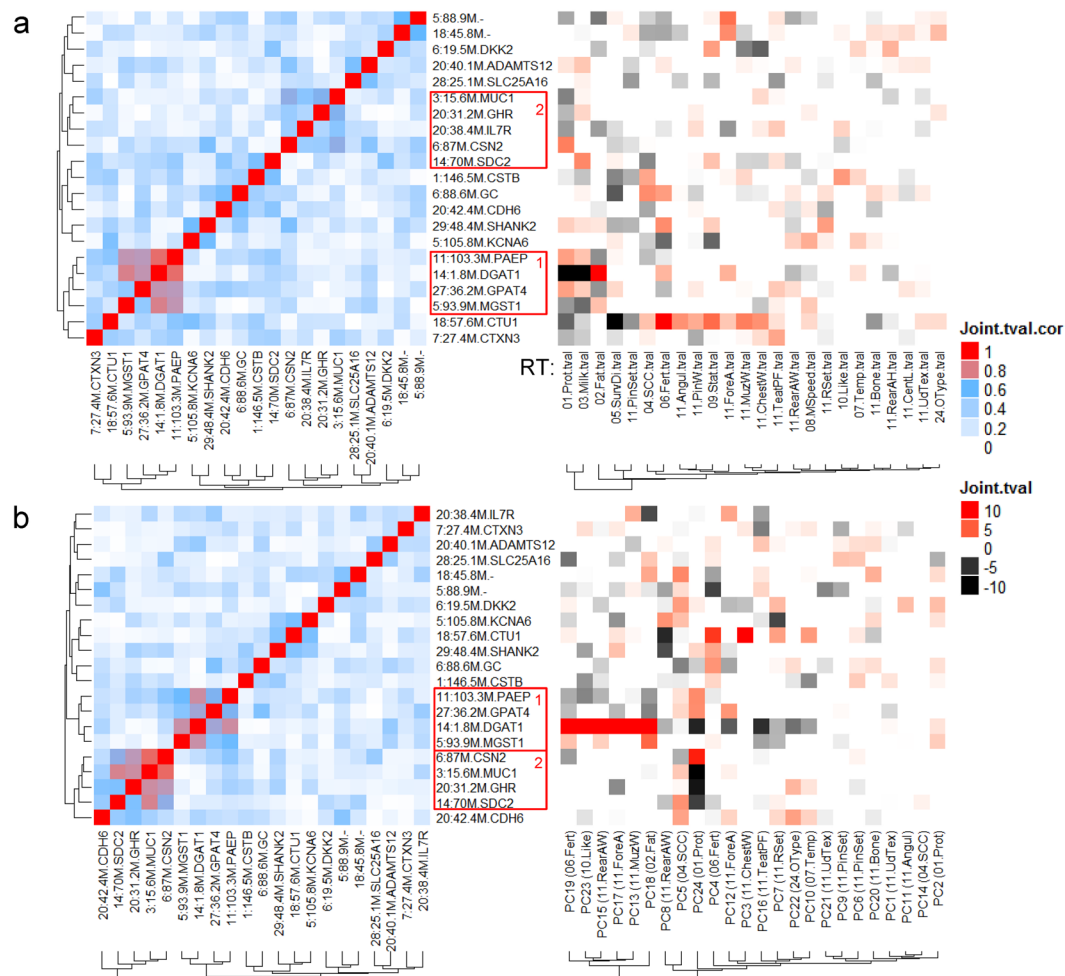 a
5:88.9M.-
18:45.8M.-
6:19.5M.DKK2
20:40.1M.ADAMTS12
28:25.1M.SLC25A16
3:15.6M.MUC1
20:31.2M.GHR
20:38.4M.IL7R
6:87M.CSN2
14:70M.SDC2
1:146.5M.CSTB
6:88.6M.GC
20:42.4M.CDH6
29:48.4M.SHANK2
5:105.8M.KCNA6
11:103.3M.PAEP
14:1.8M.DGAT1
27:36.2M.GPAT4
5:93.9M.MGST1
18:57.6M.CTU1
7:27.4M.CTXN3
2
1
7:27.4M.CTXN3
18:57.6M.CTU1
5:93.9M.MGST1
27:36.2M.GPAT4
14:1.8M.DGAT1
11:103.3M.PAEP
5:105.8M.KCNA6
29:48.4M.SHANK2
20:42.4M.CDH6
6:88.6M.GC
1:146.5M.CSTB
14:70M.SDC2
6:87M.CSN2
20:38.4M.IL7R
20:31.2M.GHR
3:15.6M.MUC1
28:25.1M.SLC25A16
20:40.1M.ADAMTS12
6:19.5M.DKK2
18:45.8M.-
5:88.9M.-
RT:
01.Prot.tval
03.Milk.tval
02.Fat.tval
05.SurvDi.tval
11.PinSet.tval
04.SCC.tval
06.Fert.tval
11.Angul.tval
11.PinW.tval
09.Stat.tval
11.ForeA.tval
11.MuzW.tval
11.ChestW.tval
11.TeatPF.tval
11.RearAW.tval
08.MSpeed.tval
11.RSet.tval
10.Like.tval
07.Temp.tval
11.Bone.tval
11.RearAH.tval
11.CentL.tval
11.UdTex.tval
24.OType.tval
Joint.tval.cor
1
0.8
0.6
0.4
0.2
0
Joint.tval
10
5
0
-5
-10
b
20:38.4M.IL7R
7:27.4M.CTXN3
20:40.1M.ADAMTS12
28:25.1M.SLC25A16
18:45.8M.-
5:88.9M.-
6:19.5M.DKK2
5:105.8M.KCNA6
18:57.6M.CTU1
29:48.4M.SHANK2
6:88.6M.GC
1:146.5M.CSTB
11:103.3M.PAEP
27:36.2M.GPAT4
14:1.8M.DGAT1
5:93.9M.MGST1
6:87M.CSN2
3:15.6M.MUC1
20:31.2M.GHR
14:70M.SDC2
20:42.4M.CDH6
1
2
20:42.4M.CDH6
14:70M.SDC2
20:31.2M.GHR
3:15.6M.MUC1
6:87M.CSN2
5:93.9M.MGST1
14:1.8M.DGAT1
27:36.2M.GPAT4
11:103.3M.PAEP
1:146.5M.CSTB
6:88.6M.GC
29:48.4M.SHANK2
18:57.6M.CTU1
5:105.8M.KCNA6
6:19.5M.DKK2
5:88.9M.-
18:45.8M.-
28:25.1M.SLC25A16
20:40.1M.ADAMTS12
7:27.4M.CTXN3
20:38.4M.IL7R
PC19 (06.Fert)
PC23 (10.Like)
PC15 (11.RearAW)
PC17 (11.ForeA)
PC13 (11.MuzW)
PC18 (02.Fat)
PC8 (11.RearAW)
PC5 (04.SCC)
PC24 (01.Prot)
PC4 (06.Fert)
PC12 (11.ForeA)
PC3 (11.ChestW)
PC16 (11.TeatPF)
PC7 (11.RSet)
PC22 (24.OType)
PC10 (07.Temp)
PC21 (11.UdTex)
PC9 (11.PinSet)
PC6 (11.PinSet)
PC20 (11.Bone)
PC1 (11.UdTex)
PC11 (11.Angul)
PC14 (04.SCC)
PC2 (01.Prot)